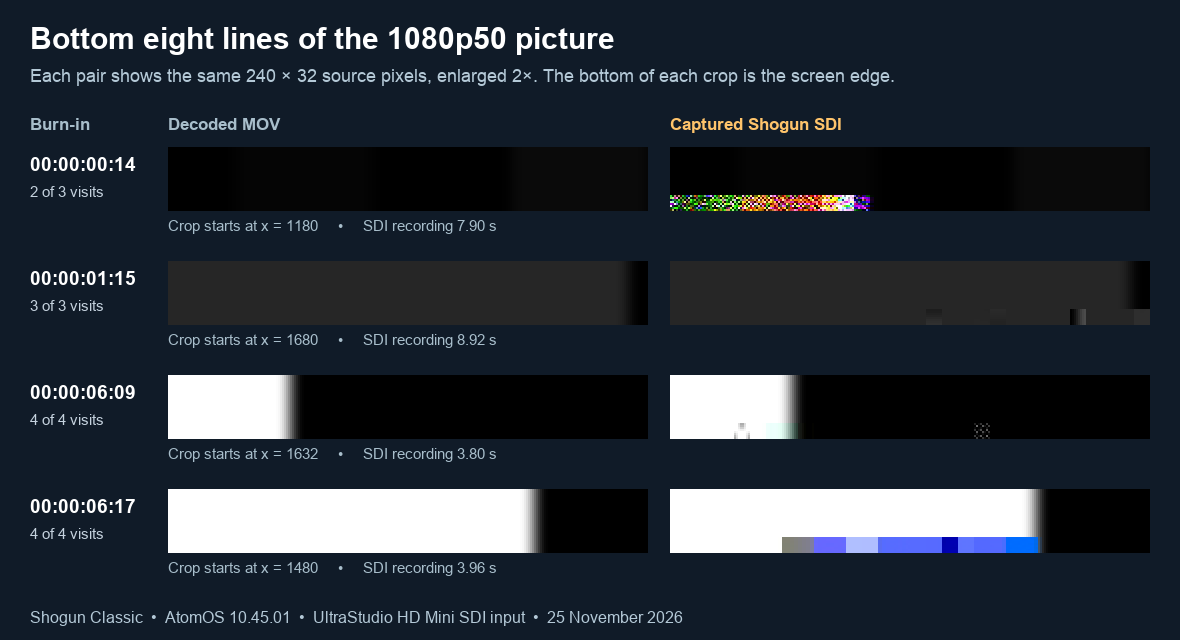 Bottom eight lines of the 1080p50 picture
Each pair shows the same 240 × 32 source pixels, enlarged 2×. The bottom of each crop is the screen edge.
Burn-in Decoded MOV Captured Shogun SDI
00:00:00:14
2 of 3 visits
Crop starts at x = 1180 • SDI recording 7.90 s
00:00:01:15
3 of 3 visits
Crop starts at x = 1680 • SDI recording 8.92 s
00:00:06:09
4 of 4 visits
Crop starts at x = 1632 • SDI recording 3.80 s
00:00:06:17
4 of 4 visits
Crop starts at x = 1480 • SDI recording 3.96 s
Shogun Classic • AtomOS 10.45.01 • UltraStudio HD Mini SDI input • 25 November 2026